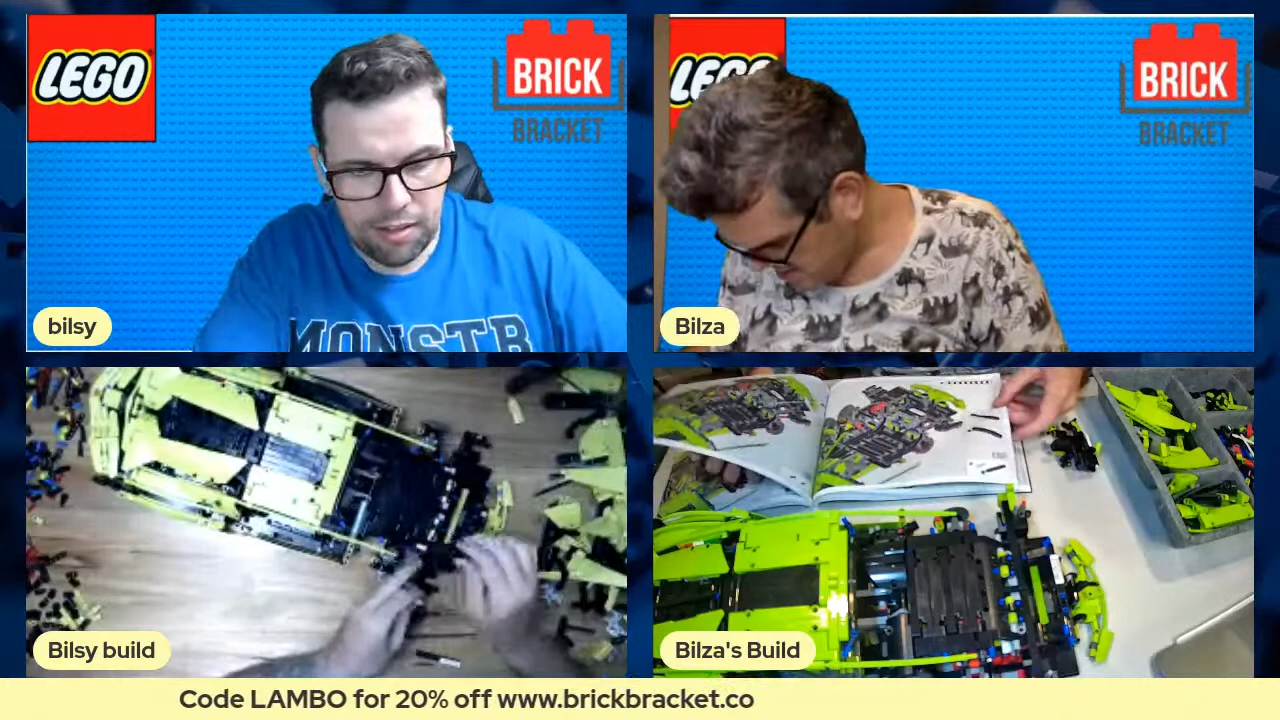 LEGO
BRICK
BRACKET
LEGO
BRICK
BRACKET
MONSTR
bilsy
Bilza
Bilsy build
Bilza's Build
Code LAMBO for 20% off www.brickbracket.co